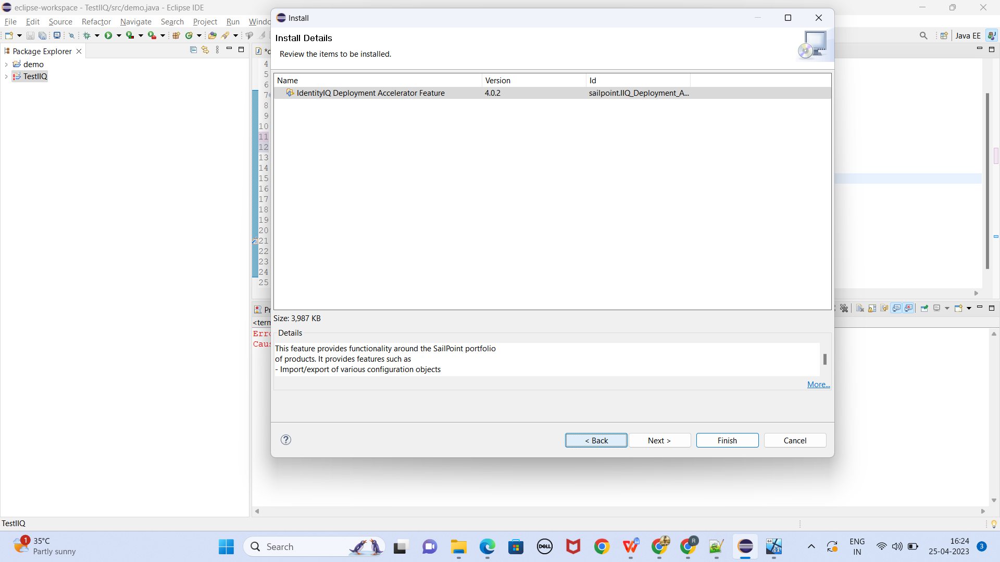 eclipse-workspace - TestIIQ/src/demo.java - Eclipse IDE
File Edit Source Refactor Navigate Search Project Run
Java EE
Package Explorer
demo
TestIIQ
4
5
6
7
8
9
10
11
12
13
14
15
16
17
18
19
20
21
22
23
24
25
Install
Install Details
Review the items to be installed.
Name Version Id
IdentityIQ Deployment Accelerator Feature 4.0.2 sailpoint.IIQ_Deployment_A...
Size: 3,987 KB
Details
This feature provides functionality around the SailPoint portfolio
of products. It provides features such as
- Import/export of various configuration objects
More...
? < Back Next > Finish Cancel
TestIIQ
1
35°C
Partly sunny
Search
DELL
W
R
64
11
ENG
IN
16:24
25-04-2023
3